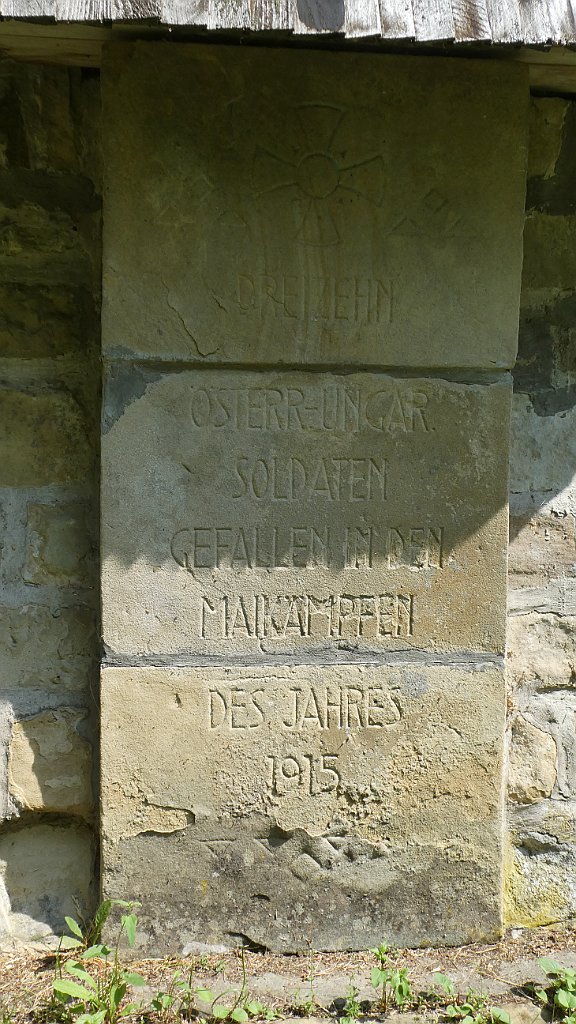 DREIZEHN
ÖSTERR-UNGAR.
SOLDATEN
GEFALLEN IN DEN
MAIKÄMPFEN
DES JAHRES
1915